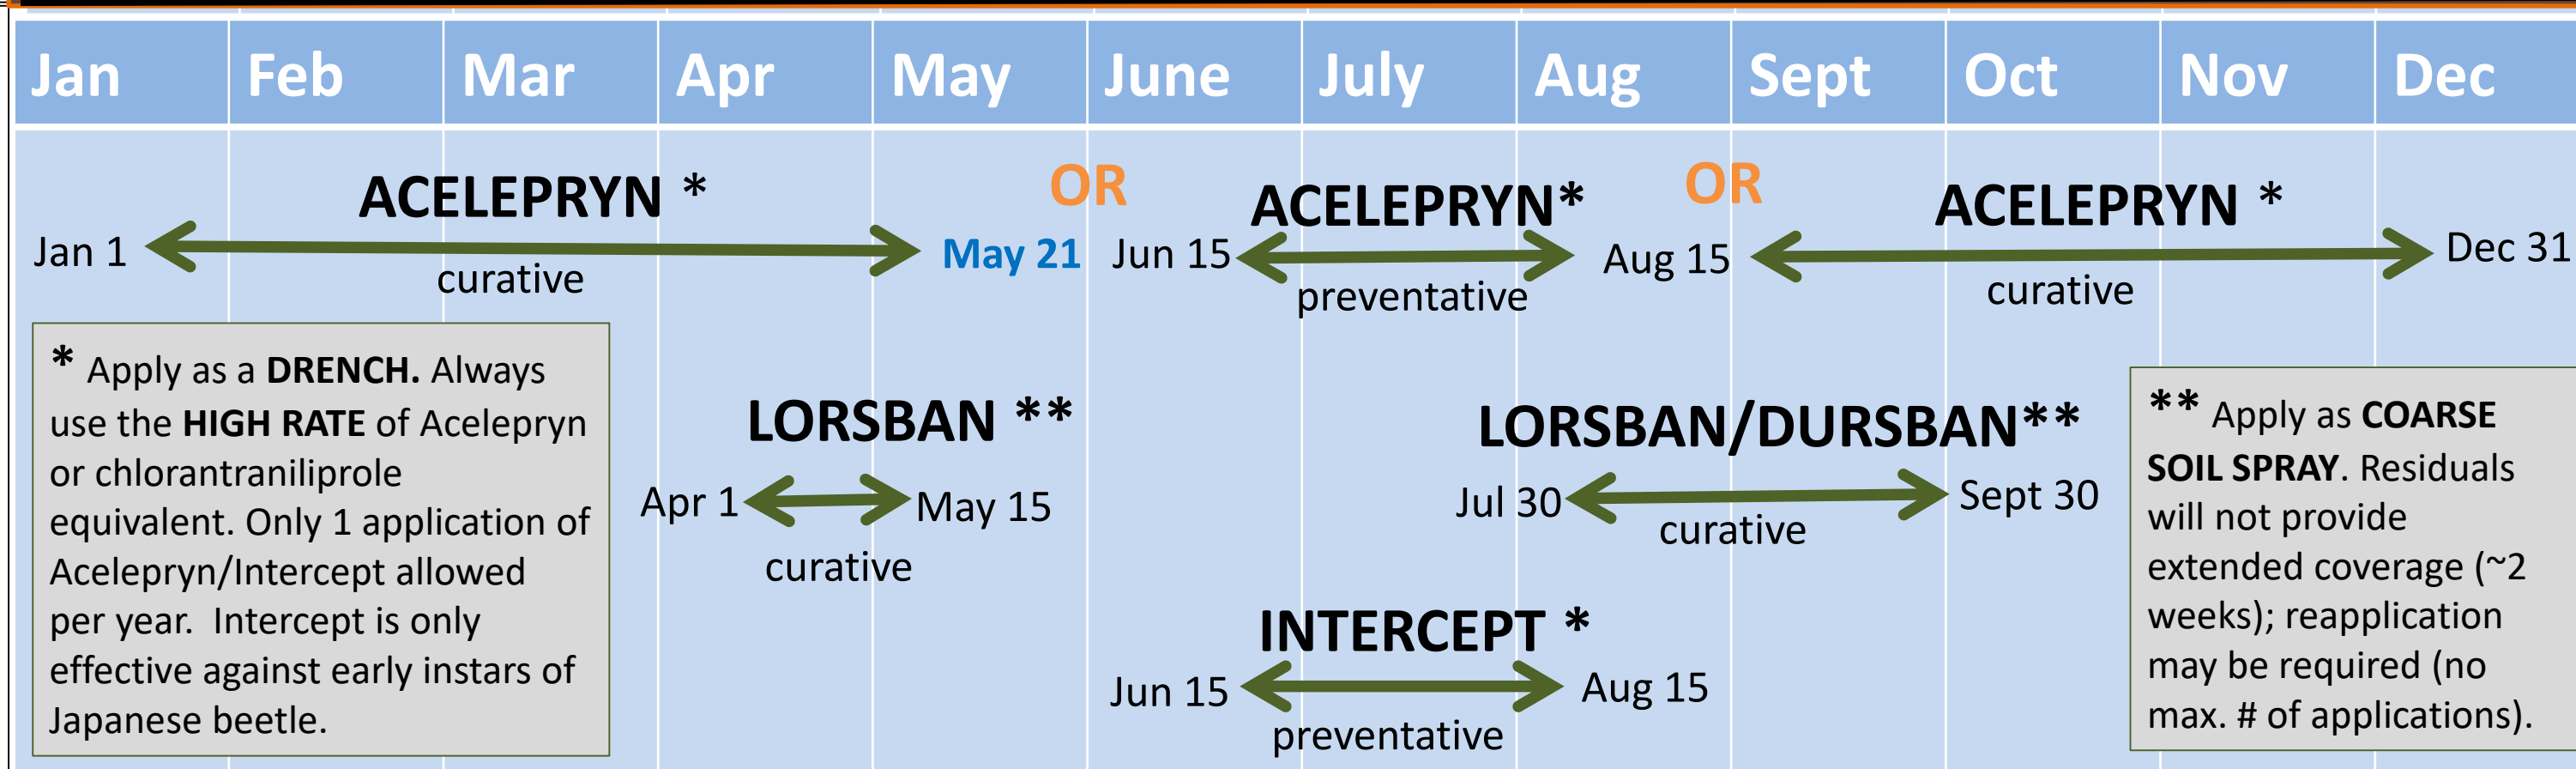 Jan Feb Mar Apr May June July Aug Sept Oct Nov Dec
ACELEPRYN *
OR
ACELEPRYN*
OR
ACELEPRYN *
Jan 1
May 21
Jun 15
Aug 15
Dec 31
curative
preventative
curative
* Apply as a DRENCH. Always
use the HIGH RATE of Acelepryn
or chlorantraniliprole
equivalent. Only 1 application of
Acelepryn/Intercept allowed
per year. Intercept is only
effective against early instars of
Japanese beetle.
LORSBAN **
Apr 1
May 15
curative
LORSBAN/DURSBAN**
Jul 30
Sept 30
curative
INTERCEPT *
Jun 15
Aug 15
preventative
** Apply as COARSE
SOIL SPRAY. Residuals
will not provide
extended coverage (~2
weeks); reapplication
may be required (no
max. # of applications).